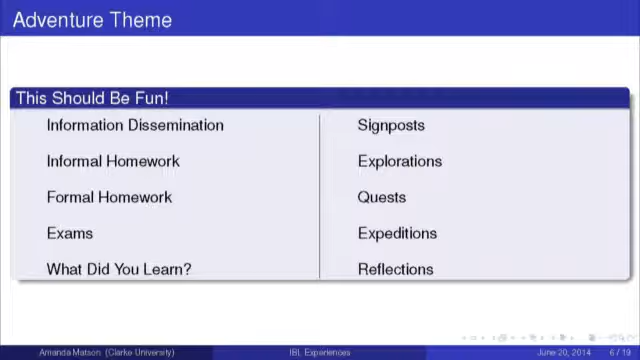 Adventure Theme
This Should Be Fun!
Information Dissemination Signposts
Informal Homework Explorations
Formal Homework Quests
Exams Expeditions
What Did You Learn? Reflections
Amanda Matson (Clarke University) IBL Experiences June 20, 2014 6 / 19